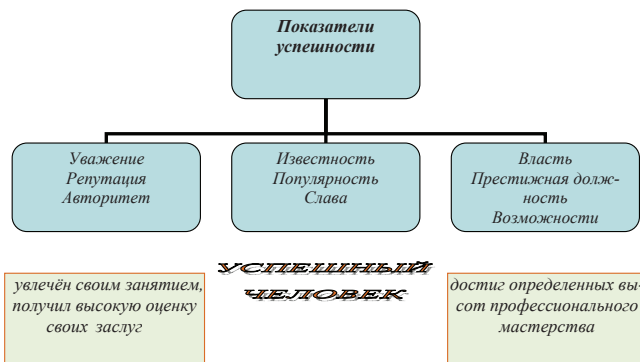 Показатели
успешности
Уважение
Репутация
Авторитет
Известность
Популярность
Слава
Власть
Престижная долж-
ность
Возможности
УСПЕШНЫЙ
ЧЕЛОВЕК
увлечён своим занятием,
получил высокую оценку
своих заслуг
достиг определенных вы-
сот профессионального
мастерства